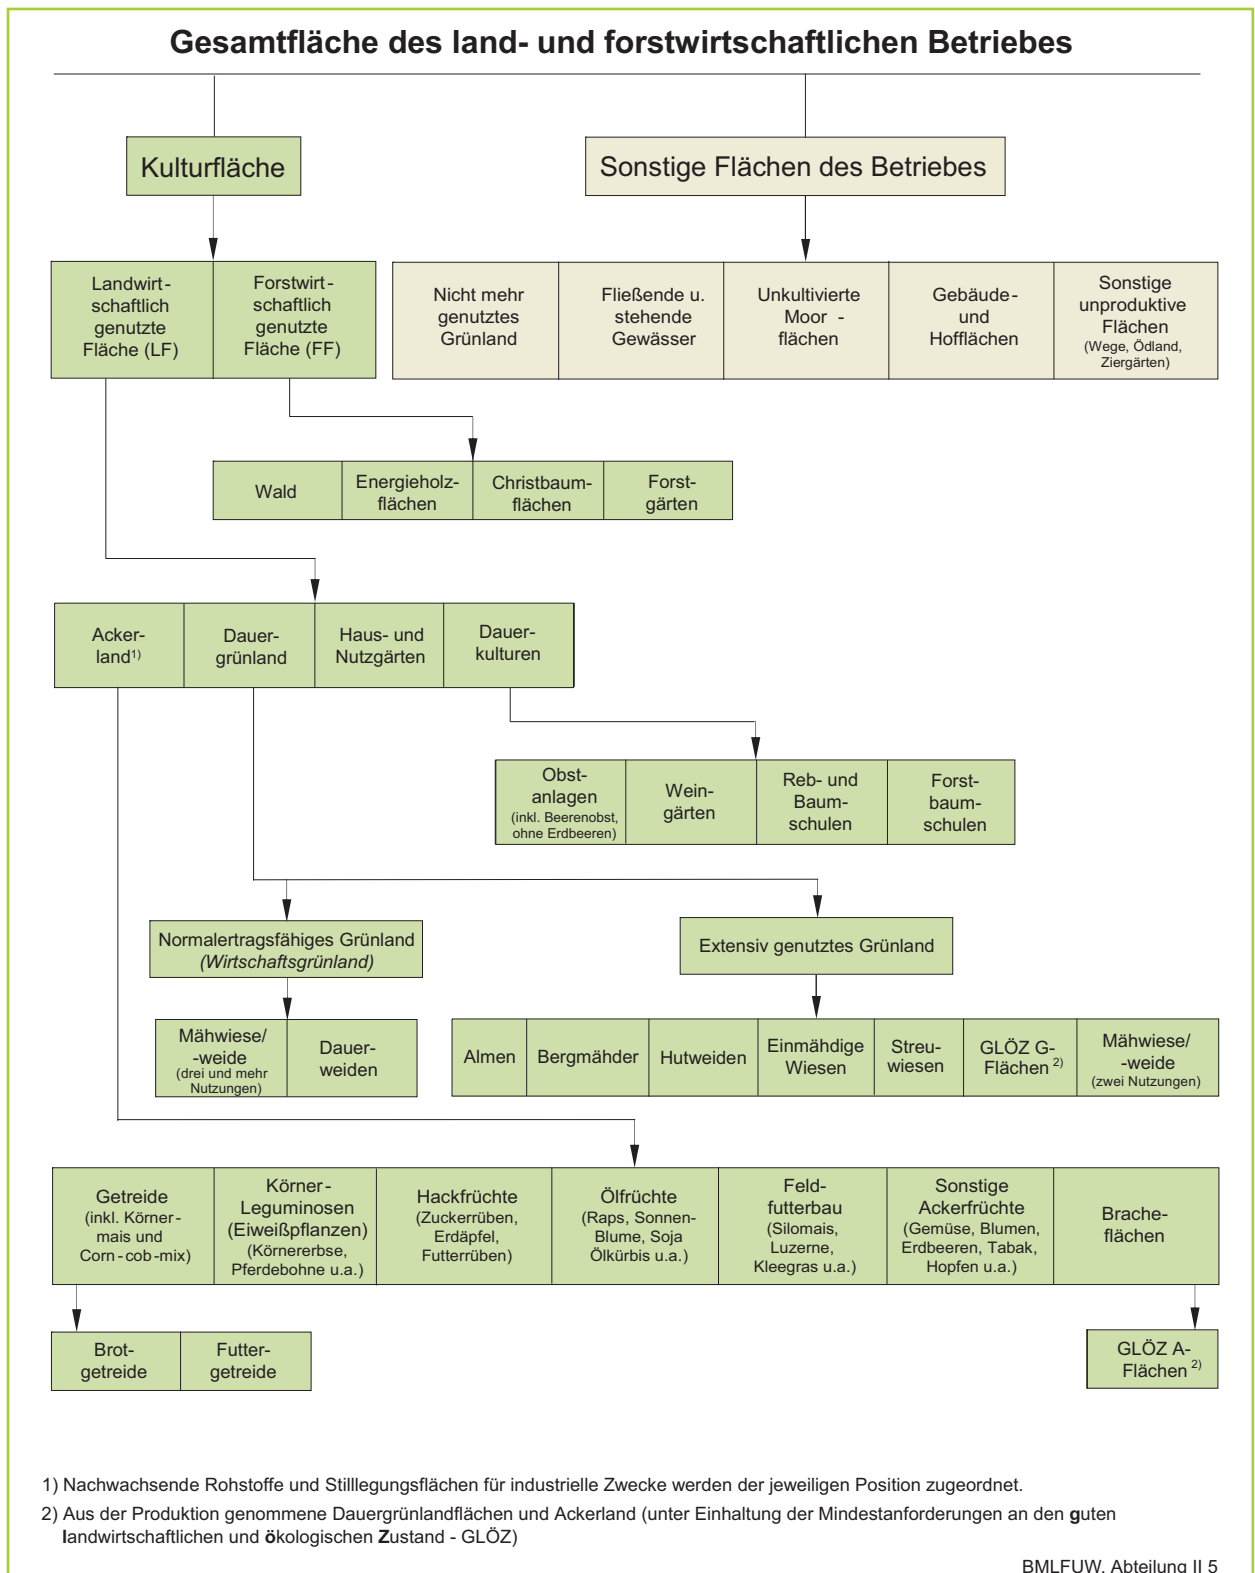 Gesamtfläche des land- und forstwirtschaftlichen Betriebes
Kulturfläche
Sonstige Flächen des Betriebes
Landwirt-
schaftlich
genutzte
Fläche (LF)
Forstwirt-
schaftlich
genutzte
Fläche (FF)
Nicht mehr
genutztes
Grünland
Fließende u.
stehende
Gewässer
Unkultivierte
Moor -
flächen
Gebäude-
und
Hofflächen
Sonstige
unproduktive
Flächen
(Wege, Ödland,
Ziergärten)
Wald
Energieholz-
flächen
Christbaum-
flächen
Forst-
gärten
Acker-
land1)
Dauer-
grünland
Haus- und
Nutzgärten
Dauer-
kulturen
Obst-
anlagen
(inkl. Beerenobst,
ohne Erdbeeren)
Wein-
gärten
Reb- und
Baum-
schulen
Forst-
baum-
schulen
Normalertragsfähiges Grünland
(Wirtschaftsgrünland)
Extensiv genutztes Grünland
Mähwiese/
-weide
(drei und mehr
Nutzungen)
Dauer-
weiden
Almen
Bergmähder
Hutweiden
Einmähdige
Wiesen
Streu-
wiesen
GLÖZ G-
Flächen 2)
Mähwiese/
-weide
(zwei Nutzungen)
Getreide
(inkl. Körner-
mais und
Corn-cob-mix)
Körner-
Leguminosen
(Eiweißpflanzen)
(Körnererbse,
Pferdebohne u.a.)
Hackfrüchte
(Zuckerrüben,
Erdäpfel,
Futterrüben)
Ölfrüchte
(Raps, Sonnen-
Blume, Soja
Ölkürbis u.a.)
Feld-
futterbau
(Silomais,
Luzerne,
Kleegras u.a.)
Sonstige
Ackerfrüchte
(Gemüse, Blumen,
Erdbeeren, Tabak,
Hopfen u.a.)
Brache-
flächen
Brot-
getreide
Futter-
getreide
GLÖZ A-
Flächen 2)
1) Nachwachsende Rohstoffe und Stilllegungsflächen für industrielle Zwecke werden der jeweiligen Position zugeordnet.
2) Aus der Produktion genommene Dauergrünlandflächen und Ackerland (unter Einhaltung der Mindestanforderungen an den guten
landwirtschaftlichen und ökologischen Zustand - GLÖZ)
BMLFUW, Abteilung II 5